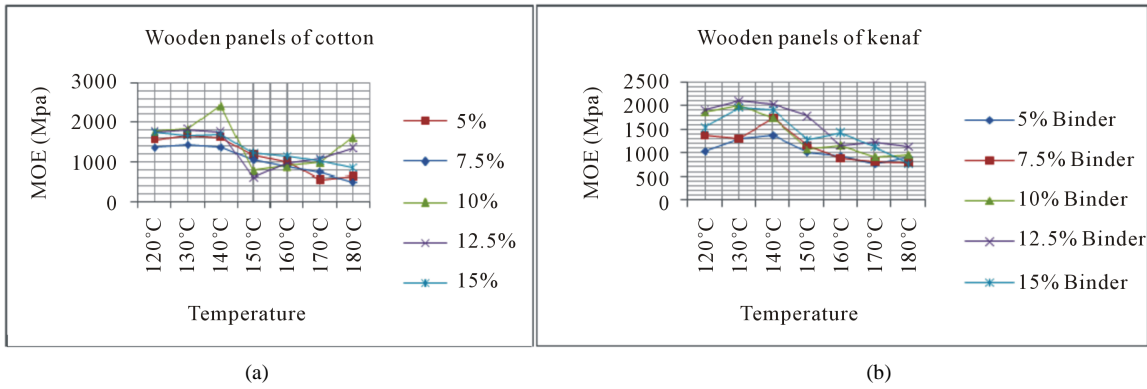 Wooden panels of cotton
MOE (Mpa)
3000
2000
1000
0
120°C
130°C
140°C
150°C
160°C
170°C
180°C
Temperature
5%
7.5%
10%
12.5%
15%
(a)
Wooden panels of kenaf
MOE (Mpa)
2500
2000
1500
1000
500
0
120°C
130°C
140°C
150°C
160°C
170°C
180°C
Temperature
5% Binder
7.5% Binder
10% Binder
12.5% Binder
15% Binder
(b)